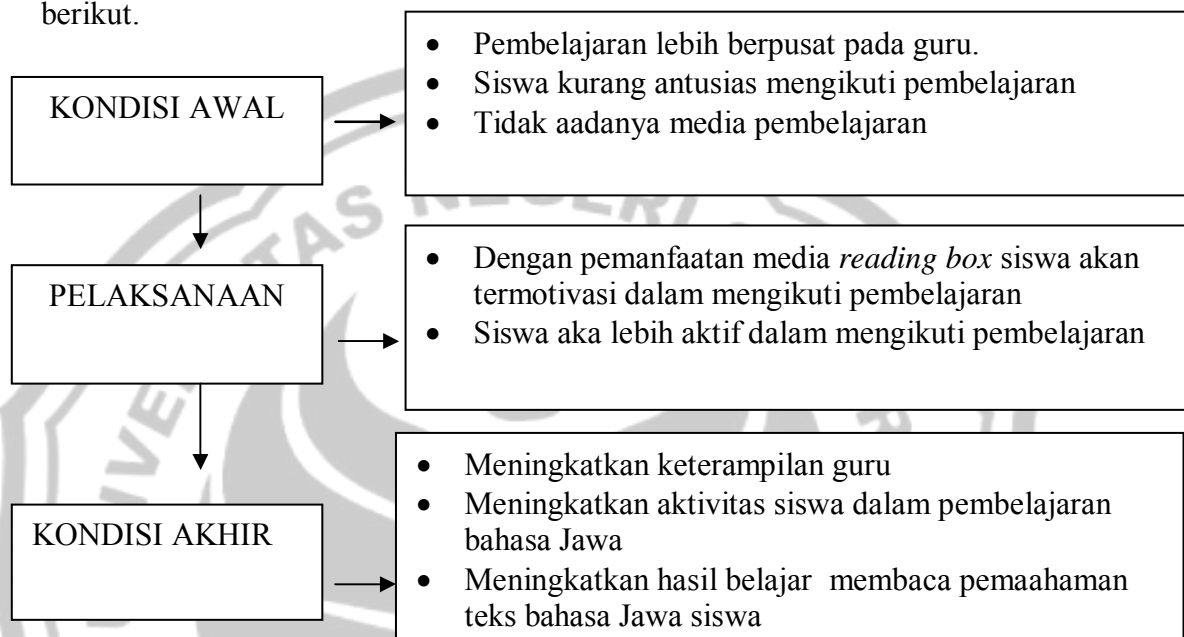 berikut.
KONDISI AWAL
• Pembelajaran lebih berpusat pada guru.
• Siswa kurang antusias mengikuti pembelajaran
• Tidak aadanya media pembelajaran
PELAKSANAAN
• Dengan pemanfaatan media reading box siswa akan
termotivasi dalam mengikuti pembelajaran
• Siswa aka lebih aktif dalam mengikuti pembelajaran
KONDISI AKHIR
• Meningkatkan keterampilan guru
• Meningkatkan aktivitas siswa dalam pembelajaran
bahasa Jawa
• Meningkatkan hasil belajar membaca pemaahaman
teks bahasa Jawa siswa